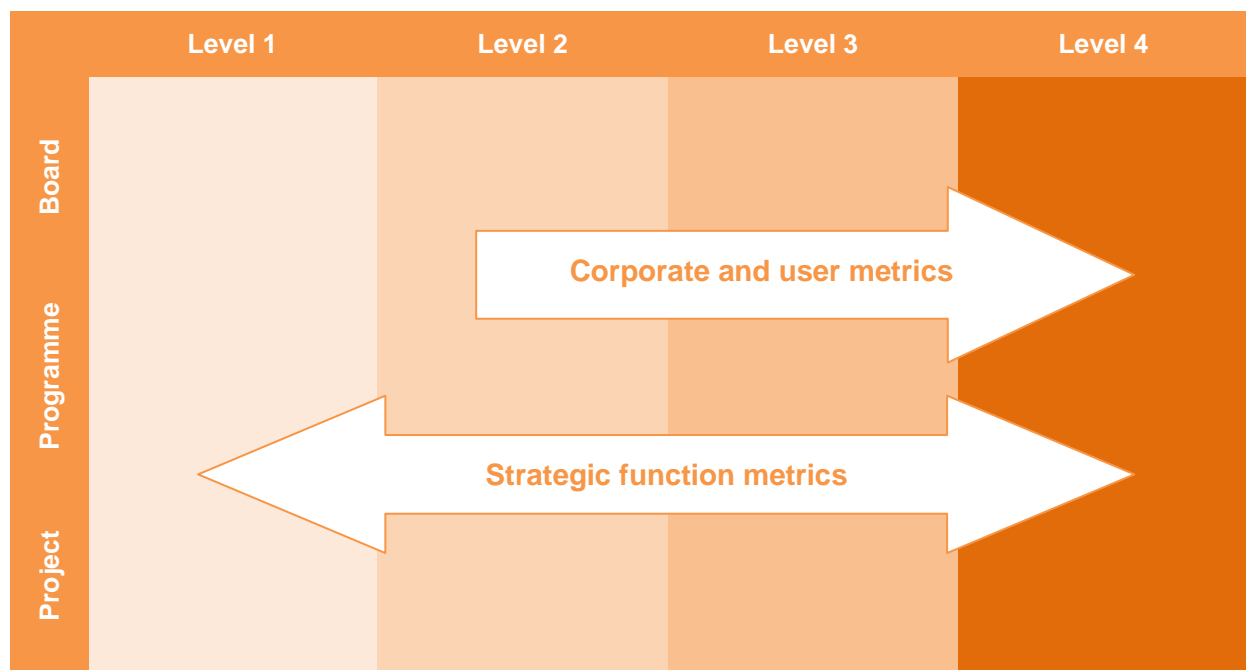 Level 1
Level 2
Level 3
Level 4
Board
Corporate and user metrics
Programme
Strategic function metrics
Project